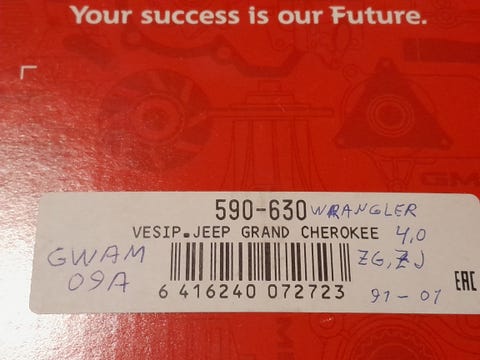 Your success is our Future.
GM
590-630 WRANGLER
VESIP.JEEP GRAND CHEROKEE 4,0
GWAM
09A
ZG, ZJ
6 416240 072723
91-01
EAC